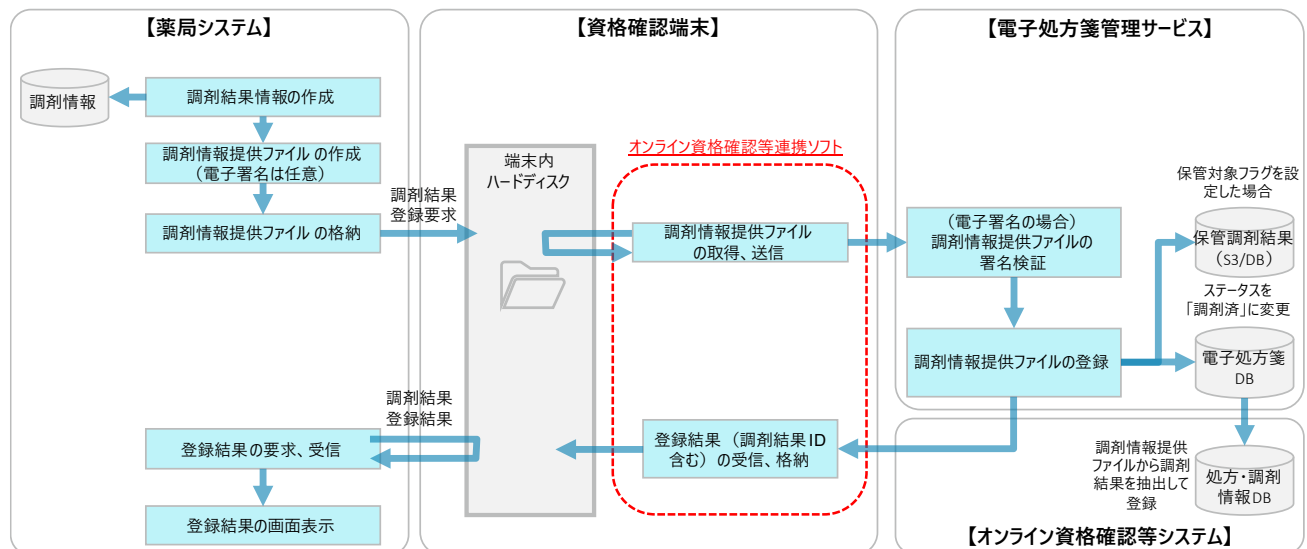 【薬局システム】
調剤情報
調剤結果情報の作成
調剤情報提供ファイル の作成
（電子署名は任意）
調剤情報提供ファイル の格納
調剤結果
登録要求
調剤結果
登録結果
登録結果の要求、受信
登録結果の画面表示
【資格確認端末】
端末内
ハードディスク
オンライン資格確認等連携ソフト
調剤情報提供ファイル
の取得、送信
登録結果（調剤結果ID
含む）の受信、格納
【電子処方箋管理サービス】
（電子署名の場合）
調剤情報提供ファイルの
署名検証
調剤情報提供ファイルの登録
保管対象フラグを設
定した場合
保管調剤結果
（S3/DB）
ステータスを
「調剤済」に変更
電子処方箋
DB
調剤情報提供
ファイルから調剤
結果を抽出して
登録
処方・調剤
情報DB
【オンライン資格確認等システム】